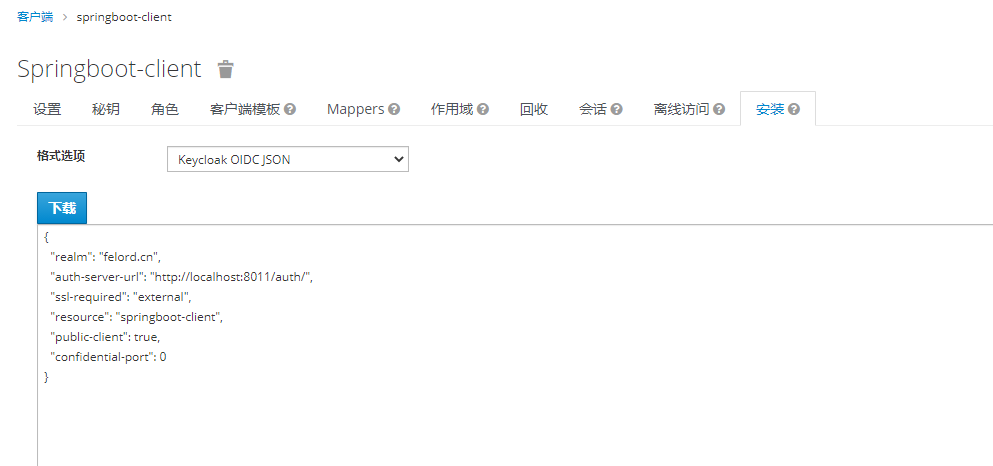 客户端 > springboot-client
Springboot-client
设置 秘钥 角色 客户端模板 Mappers 作用域 回收 会话 离线访问 安装
格式选项 Keycloak OIDC JSON
下载
{
"realm": "felord.cn",
"auth-server-url": "http://localhost:8011/auth/",
"ssl-required": "external",
"resource": "springboot-client",
"public-client": true,
"confidential-port": 0
}